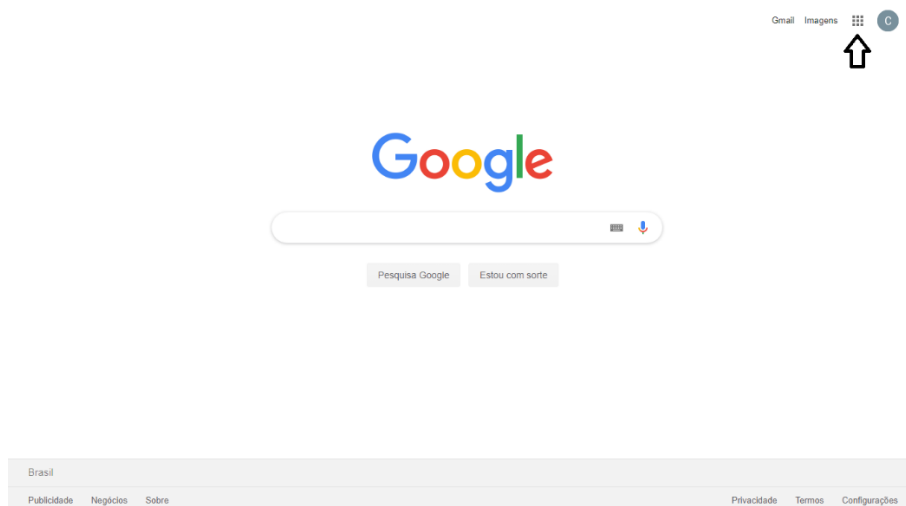 Gmail Imagens C
Google
Pesquisa Google Estou com sorte
Brasil
Publicidade Negócios Sobre Privacidade Termos Configurações